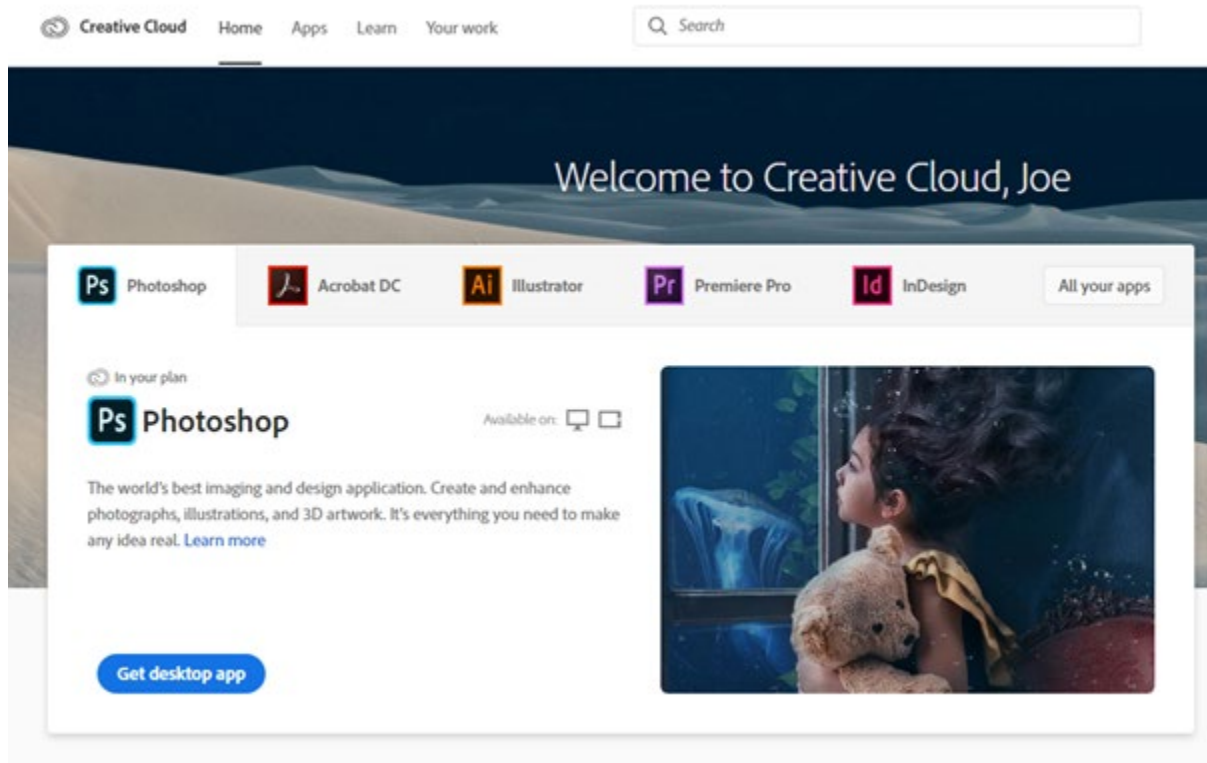 Creative Cloud Home Apps Learn Your work Search
Welcome to Creative Cloud, Joe
Ps Photoshop Acrobat DC Ai Illustrator Pr Premiere Pro Id InDesign All your apps
In your plan
Ps Photoshop Available on:
The world's best imaging and design application. Create and enhance
photographs, illustrations, and 3D artwork. It's everything you need to make
any idea real. Learn more
Get desktop app